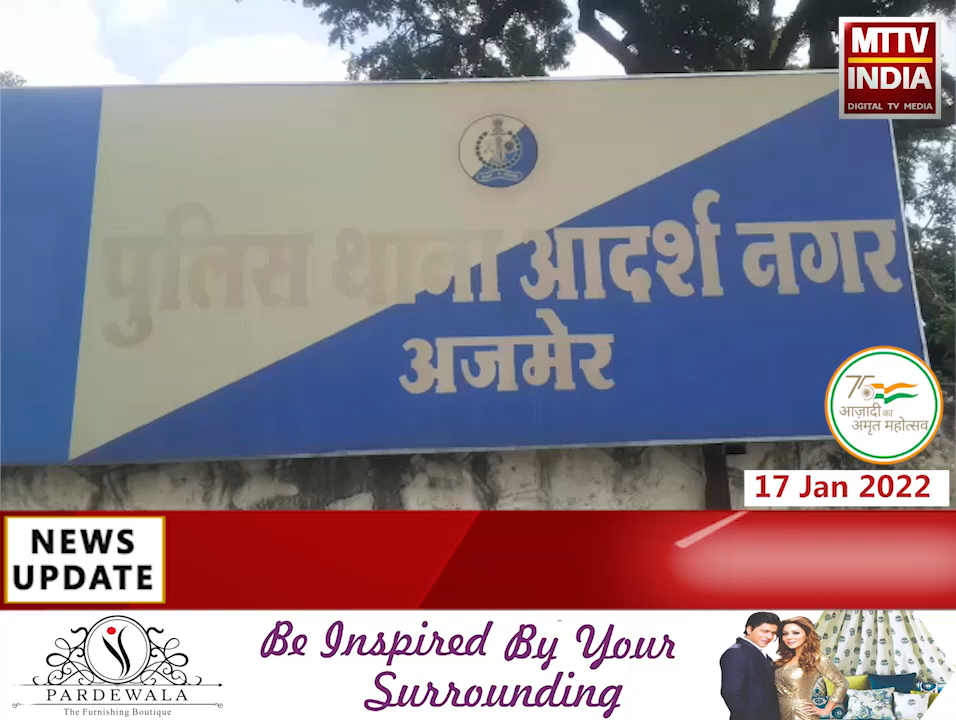 MTTV
INDIA
DIGITAL TV MEDIA
पुलिस थाना आदर्श नगर
अजमेर
75
आज़ादी का
अमृत महोत्सव
17 Jan 2022
NEWS
UPDATE
Be Inspired By Your
Surrounding
PARDEWALA
The Furnishing Boutique